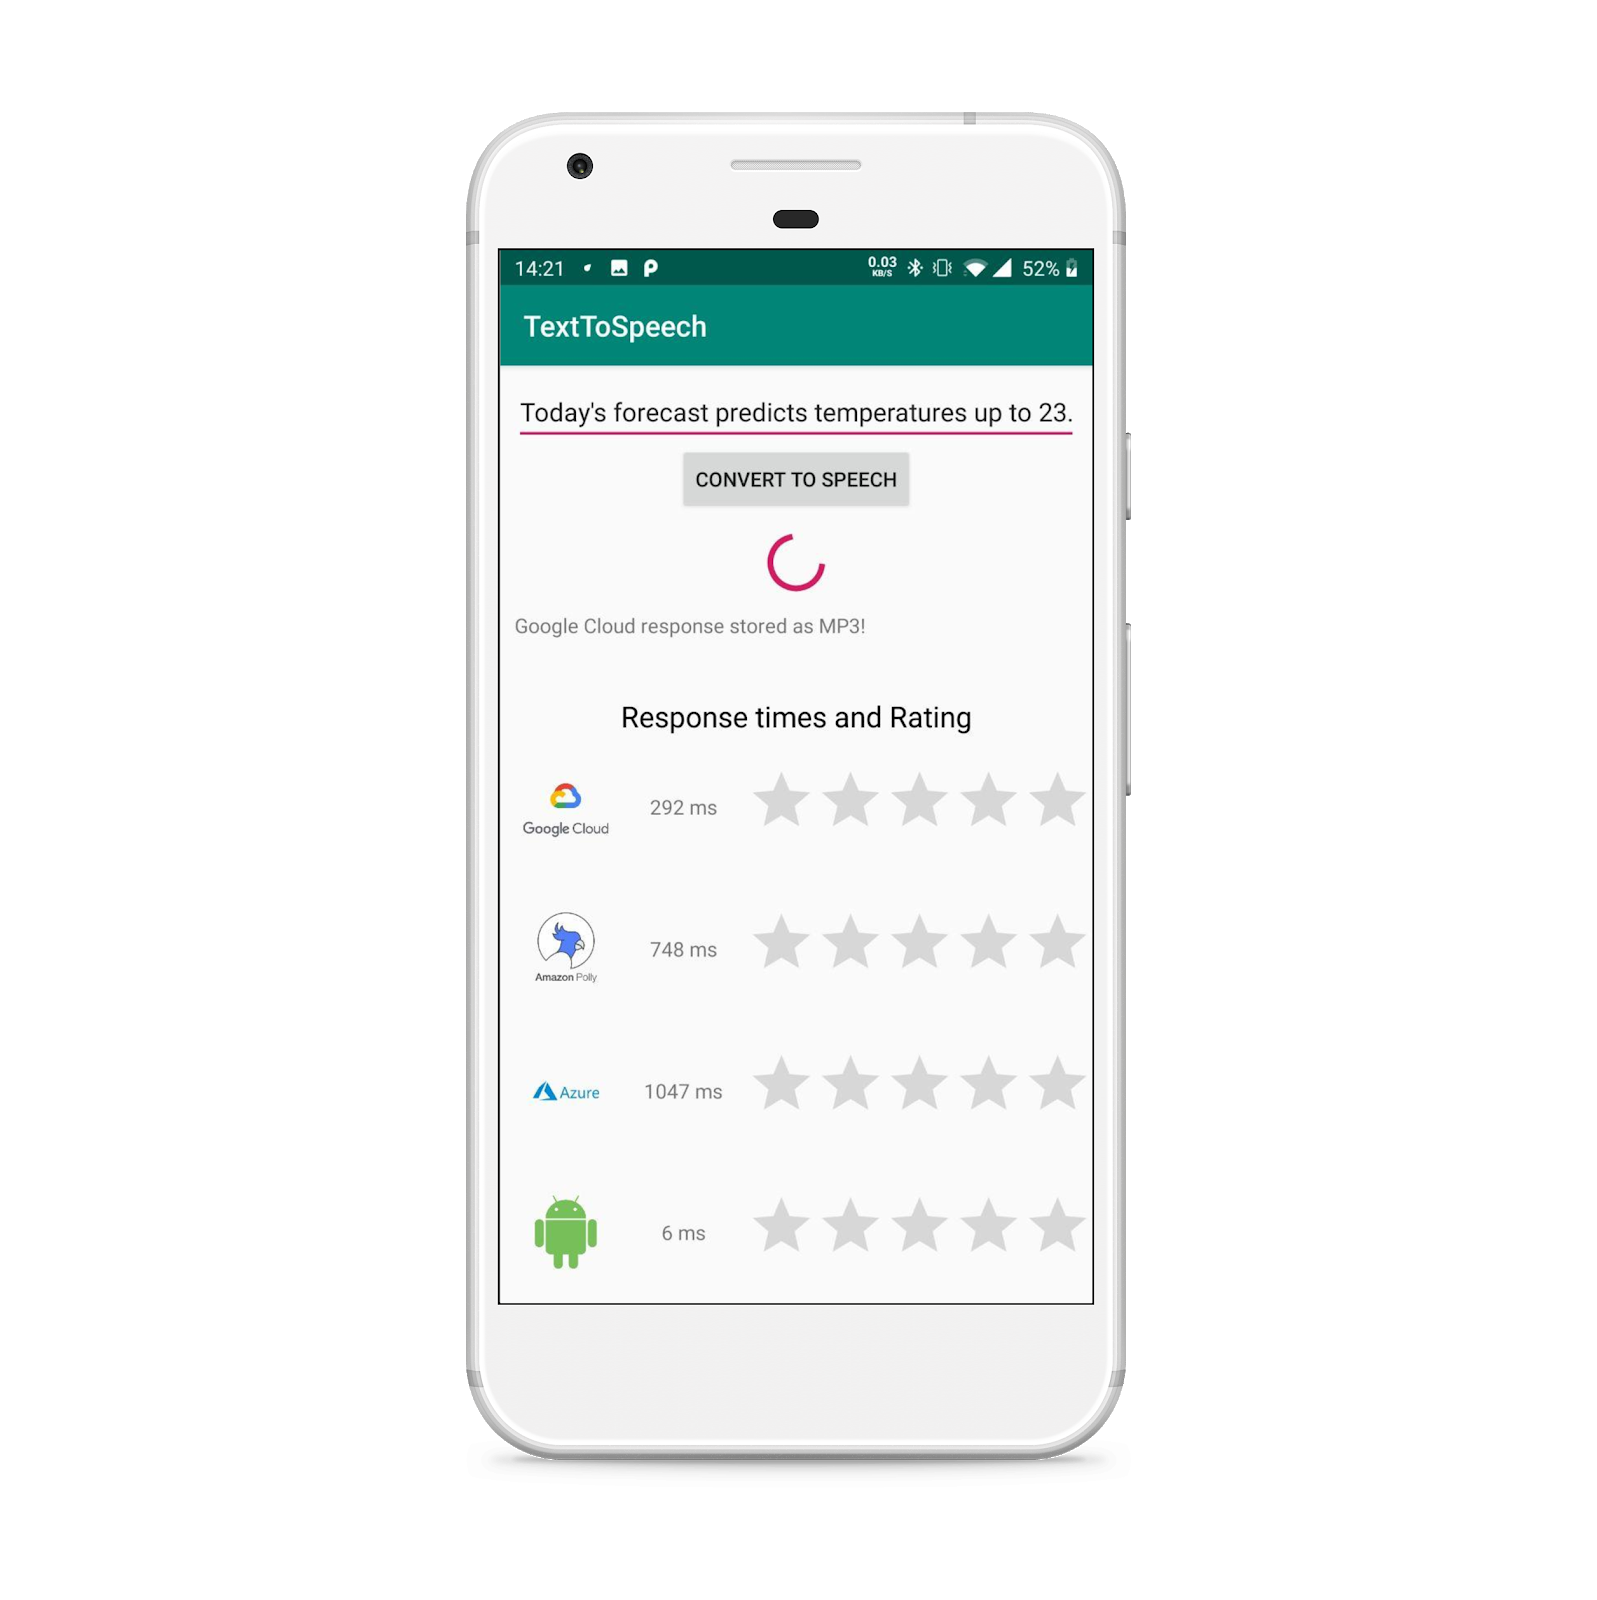 14:21 0.03 KB/S 52%
TextToSpeech
Today's forecast predicts temperatures up to 23.
CONVERT TO SPEECH
Google Cloud response stored as MP3!
Response times and Rating
Google Cloud 292 ms
Amazon Polly 748 ms
Azure 1047 ms
6 ms